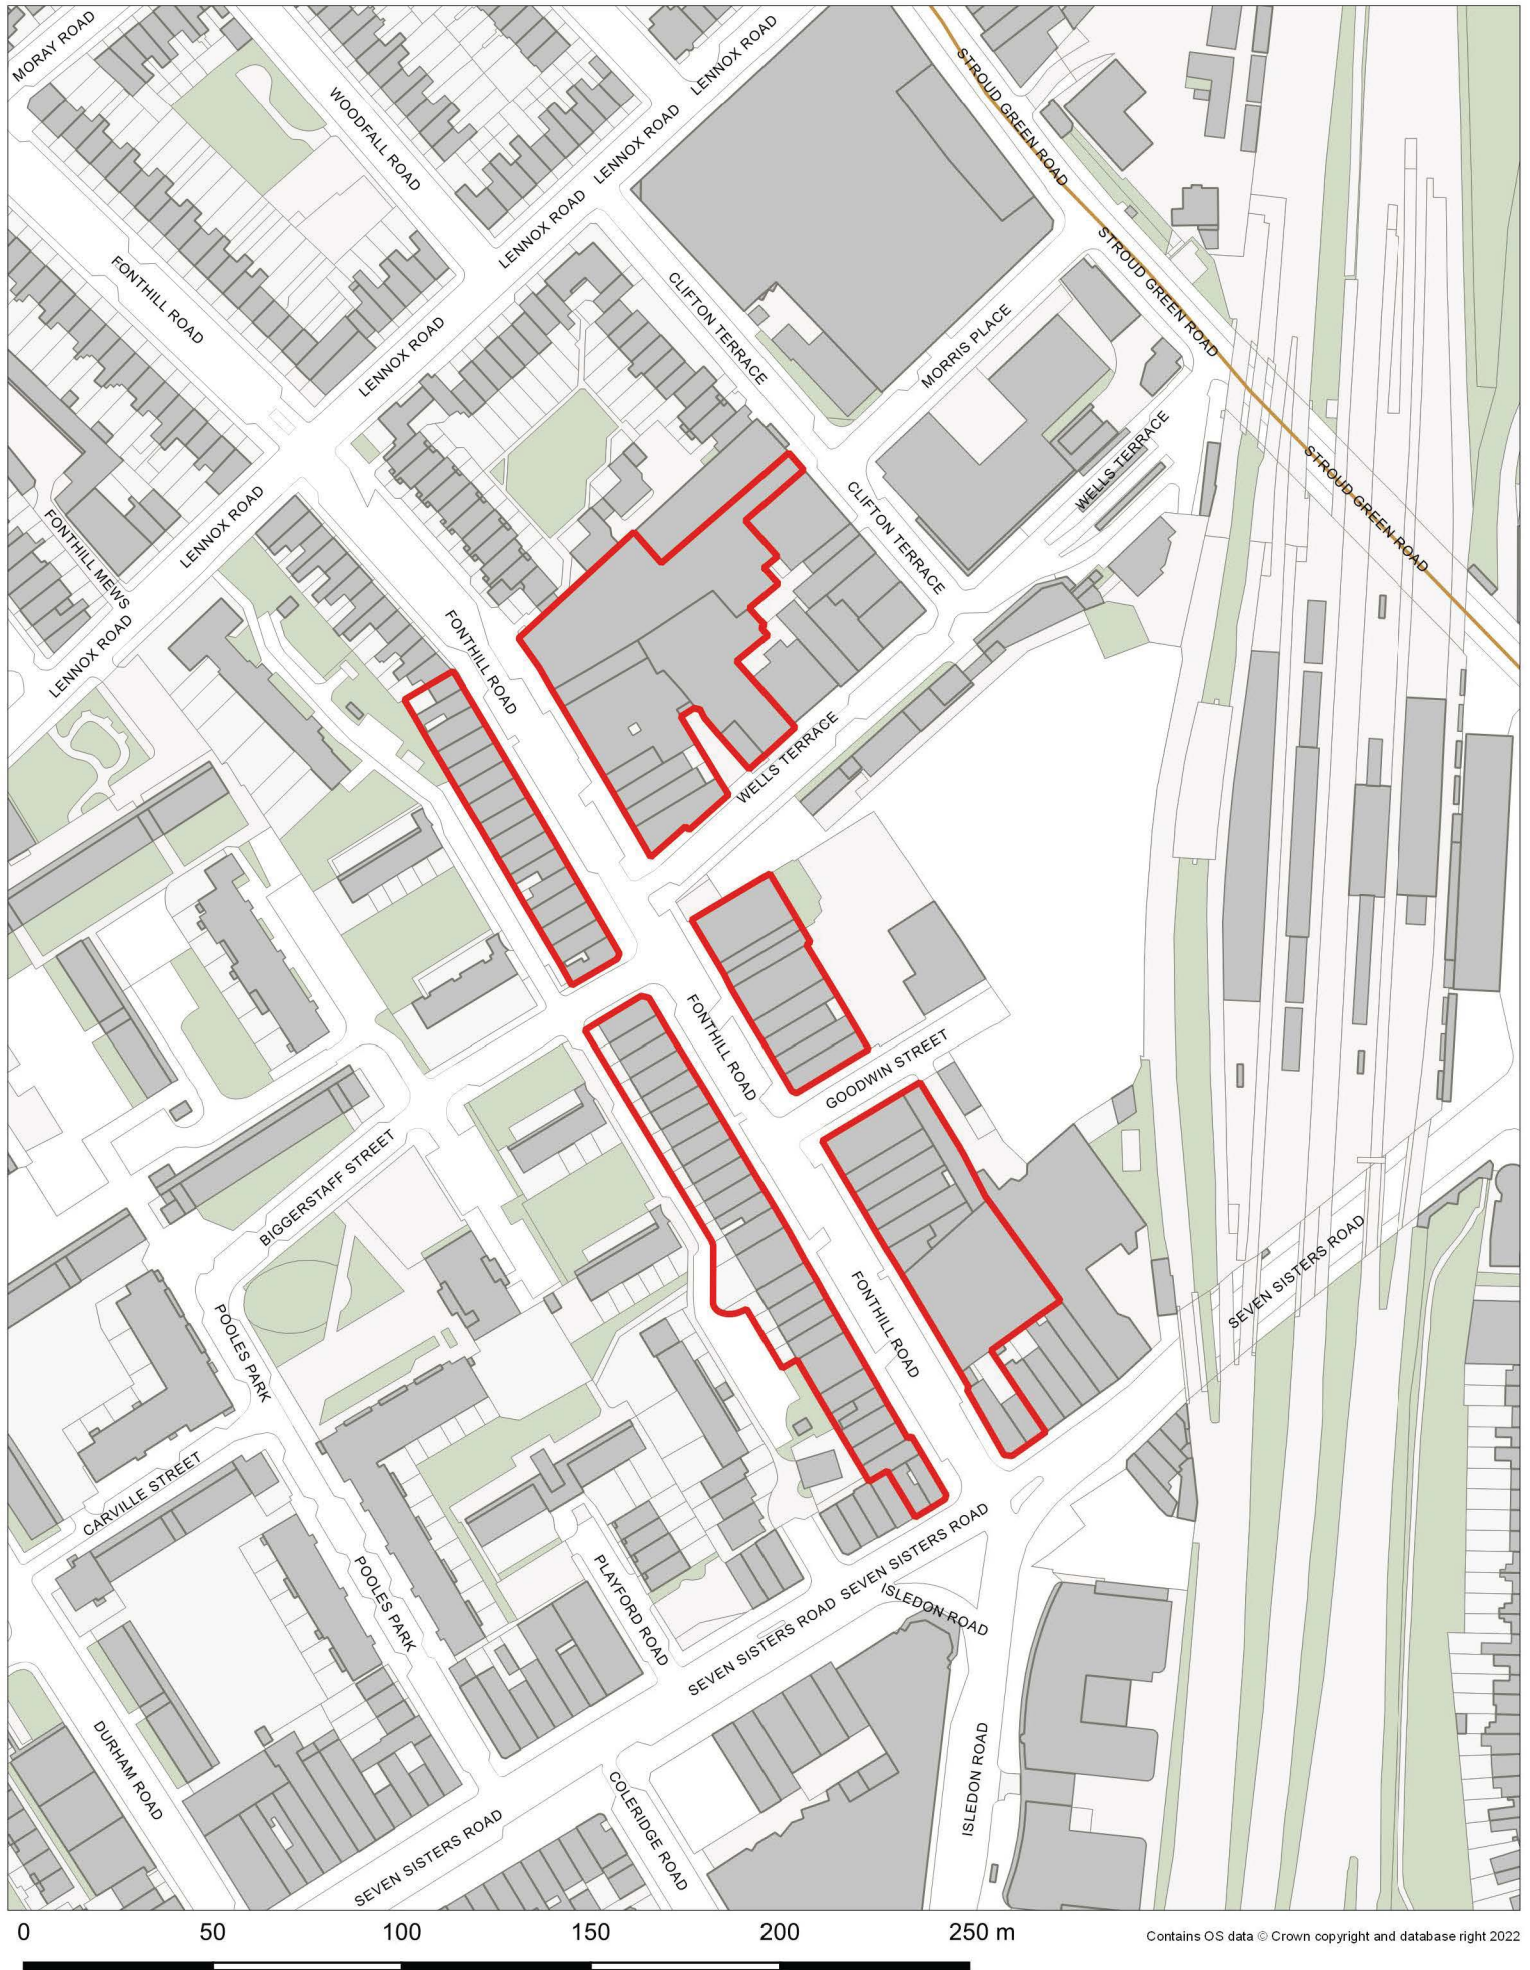 MORAY ROAD
LENNOX ROAD
WOODFALL ROAD
LENNOX ROAD
STROUD GREEN ROAD
LENNOX ROAD
FONTHILL ROAD
STROUD GREEN ROAD
CLIFTON TERRACE
LENNOX ROAD
MORRIS PLACE
WELLS TERRACE
STROUD GREEN ROAD
CLIFTON TERRACE
LENNOX ROAD
FONTHILL MEWS
LENNOX ROAD
FONTHILL ROAD
WELLS TERRACE
FONTHILL ROAD
GOODWIN STREET
BIGGERSTAFF STREET
SEVEN SISTERS ROAD
FONTHILL ROAD
POOLES PARK
CARVILLE STREET
SEVEN SISTERS ROAD
ISLEDON ROAD
POOLES PARK
PLAYFORD ROAD
SEVEN SISTERS ROAD
DURHAM ROAD
ISLEDON ROAD
COLERIDGE ROAD
SEVEN SISTERS ROAD
0 50 100 150 200 250 m
Contains OS data © Crown copyright and database right 2022